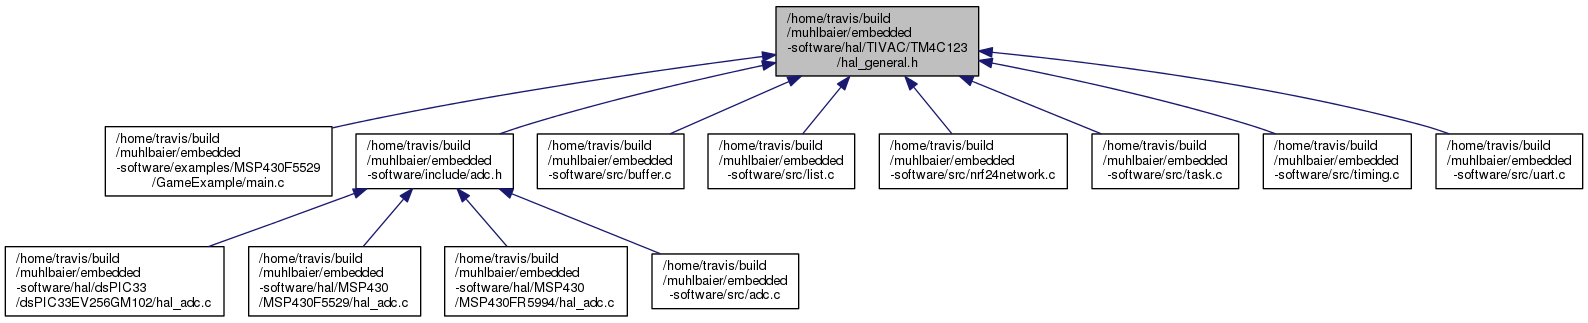 /home/travis/build
/muhlbaier/embedded
-software/hal/TIVAC/TM4C123
/hal_general.h
/home/travis/build
/muhlbaier/embedded
-software/examples/MSP430F5529
/GameExample/main.c
/home/travis/build
/muhlbaier/embedded
-software/include/adc.h
/home/travis/build
/muhlbaier/embedded
-software/src/buffer.c
/home/travis/build
/muhlbaier/embedded
-software/src/list.c
/home/travis/build
/muhlbaier/embedded
-software/src/nrf24network.c
/home/travis/build
/muhlbaier/embedded
-software/src/task.c
/home/travis/build
/muhlbaier/embedded
-software/src/timing.c
/home/travis/build
/muhlbaier/embedded
-software/src/uart.c
/home/travis/build
/muhlbaier/embedded
-software/hal/dsPIC33
/dsPIC33EV256GM102/hal_adc.c
/home/travis/build
/muhlbaier/embedded
-software/hal/MSP430
/MSP430F5529/hal_adc.c
/home/travis/build
/muhlbaier/embedded
-software/hal/MSP430
/MSP430FR5994/hal_adc.c
/home/travis/build
/muhlbaier/embedded
-software/src/adc.c